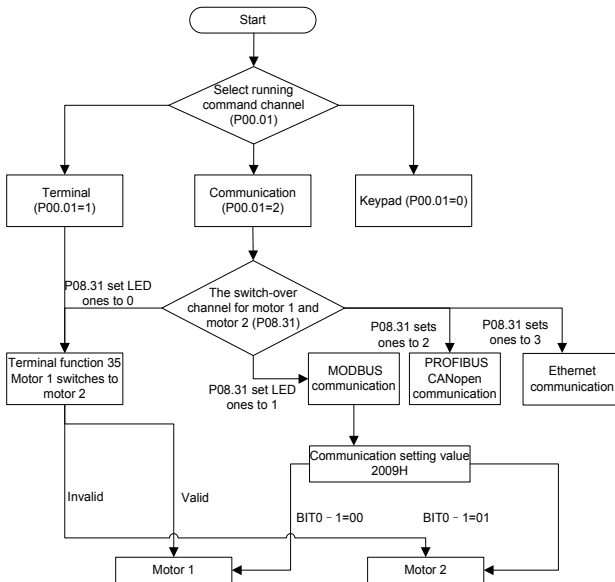 Start
Select running
command channel
(P00.01)
Terminal
(P00.01=1)
Communication
(P00.01=2)
Keypad (P00.01=0)
P08.31 set LED
ones to 0
The switch-over
channel for motor 1 and
motor 2 (P08.31)
P08.31 sets
ones to 2
P08.31 sets
ones to 3
Terminal function 35
Motor 1 switches to
motor 2
P08.31 set LED
ones to 1
MODBUS
communication
PROFIBUS
CANopen
communication
Ethernet
communication
Communication setting value
2009H
Invalid
Valid
BIT0﹣1=00
BIT0﹣1=01
Motor 1
Motor 2